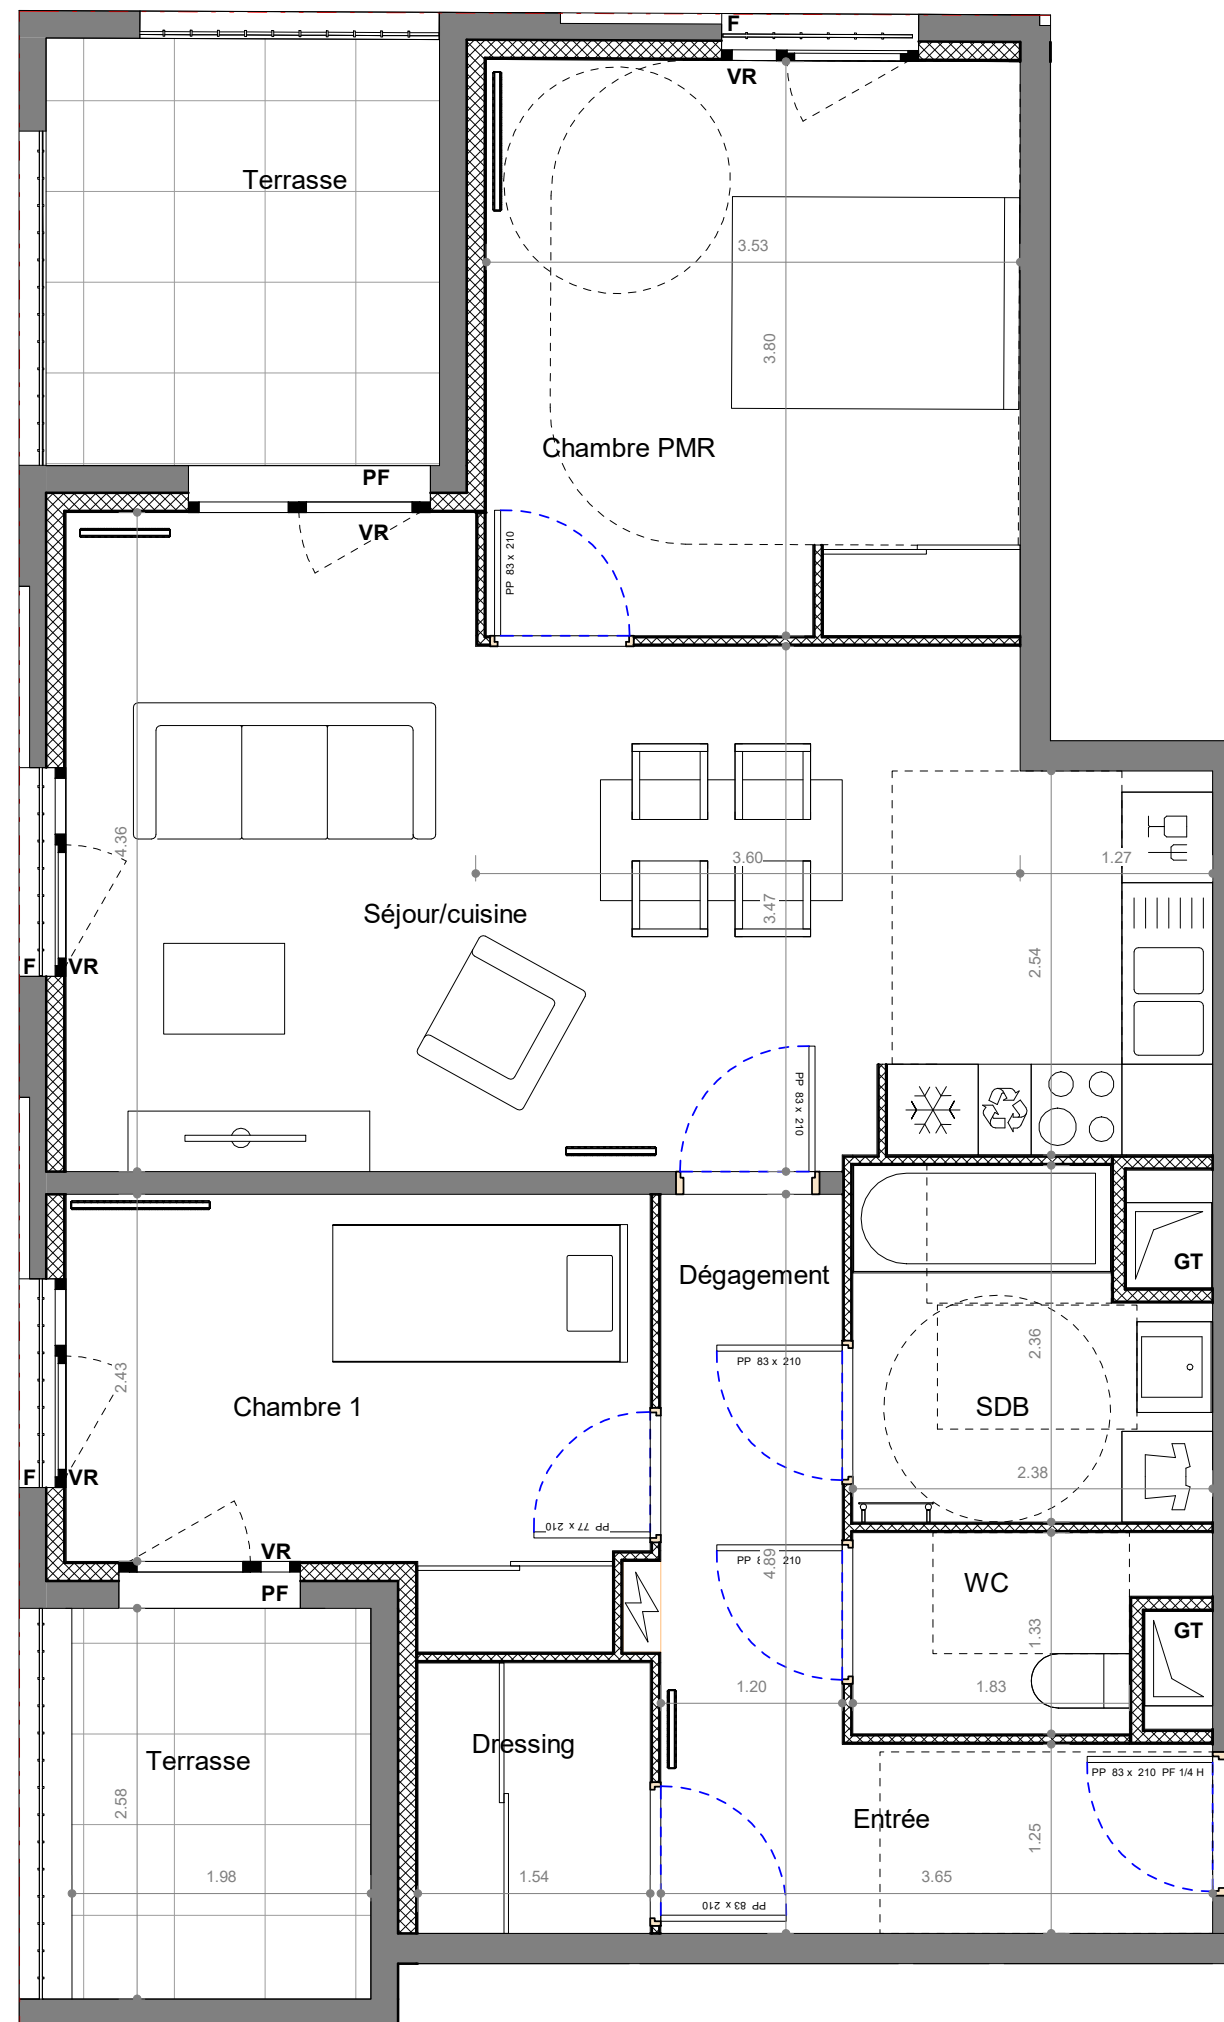 F
VR
Terrasse
3.53
3.80
Chambre PMR
PF
VR
PP 83 x 210
4.36
3.60
1.27
3.47
Séjour/cuisine
2.54
F
VR
PP 83 x 210
GT
Dégagement
2.36
PP 83 x 210
2.43
Chambre 1
SDB
2.38
F
VR
PP 77 x 210
VR
PF
PP 8 210
4.89
WC
1.33
GT
1.20
1.83
Dressing
Terrasse
PP 83 x 210 PF 1/4 H
2.58
Entrée
1.25
1.98
1.54
3.65
PP 83 x 210